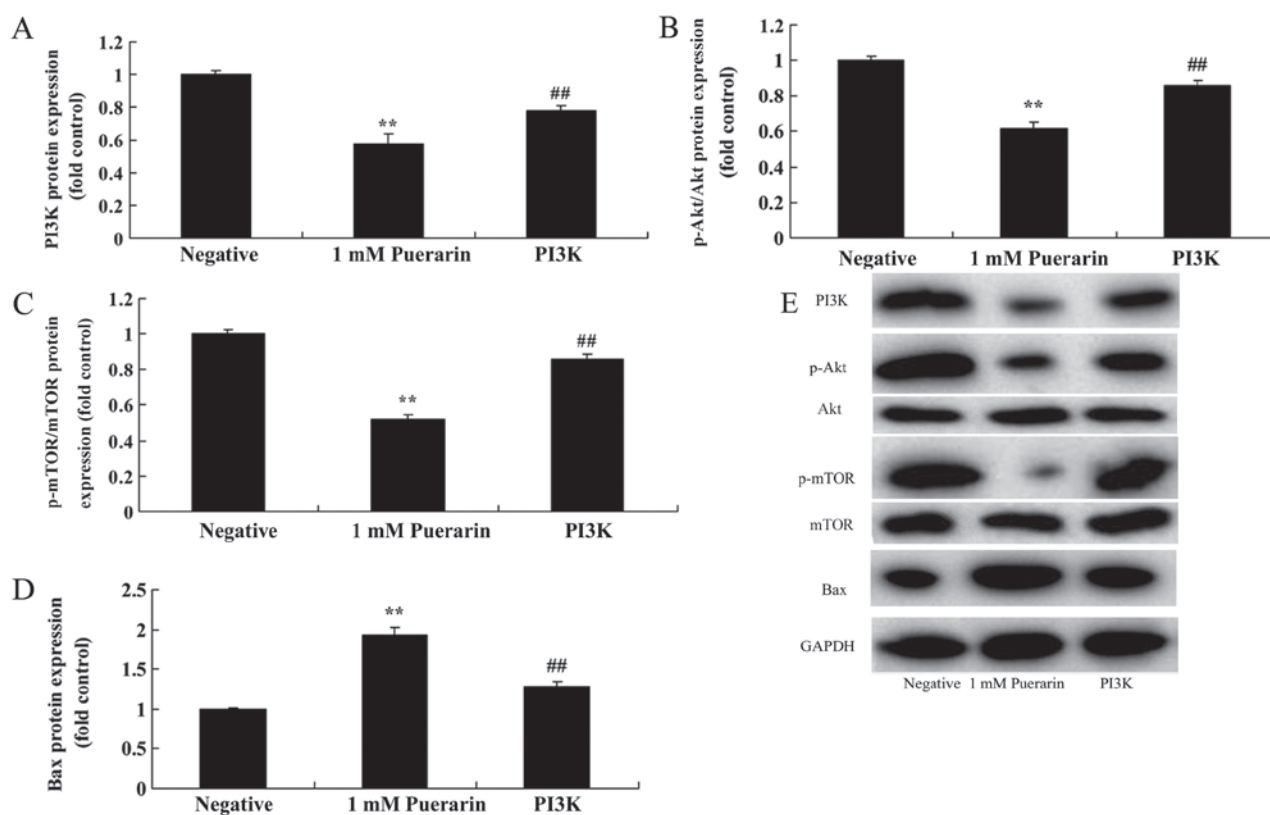 A
PI3K protein expression
(fold control)
1.2
1
0.8
0.6
0.4
0.2
0
**
##
Negative
1 mM Puerarin
PI3K
B
p-Akt/Akt protein expression
(fold control)
1.2
1
0.8
0.6
0.4
0.2
0
**
##
Negative
1 mM Puerarin
PI3K
C
p-mTOR/mTOR protein
expression (fold control)
1.2
1
0.8
0.6
0.4
0.2
0
**
##
Negative
1 mM Puerarin
PI3K
D
Bax protein expression
(fold control)
2.5
2
1.5
1
0.5
0
**
##
Negative
1 mM Puerarin
PI3K
E
PI3K
p-Akt
Akt
p-mTOR
mTOR
Bax
GAPDH
Negative 1 mM Puerarin PI3K